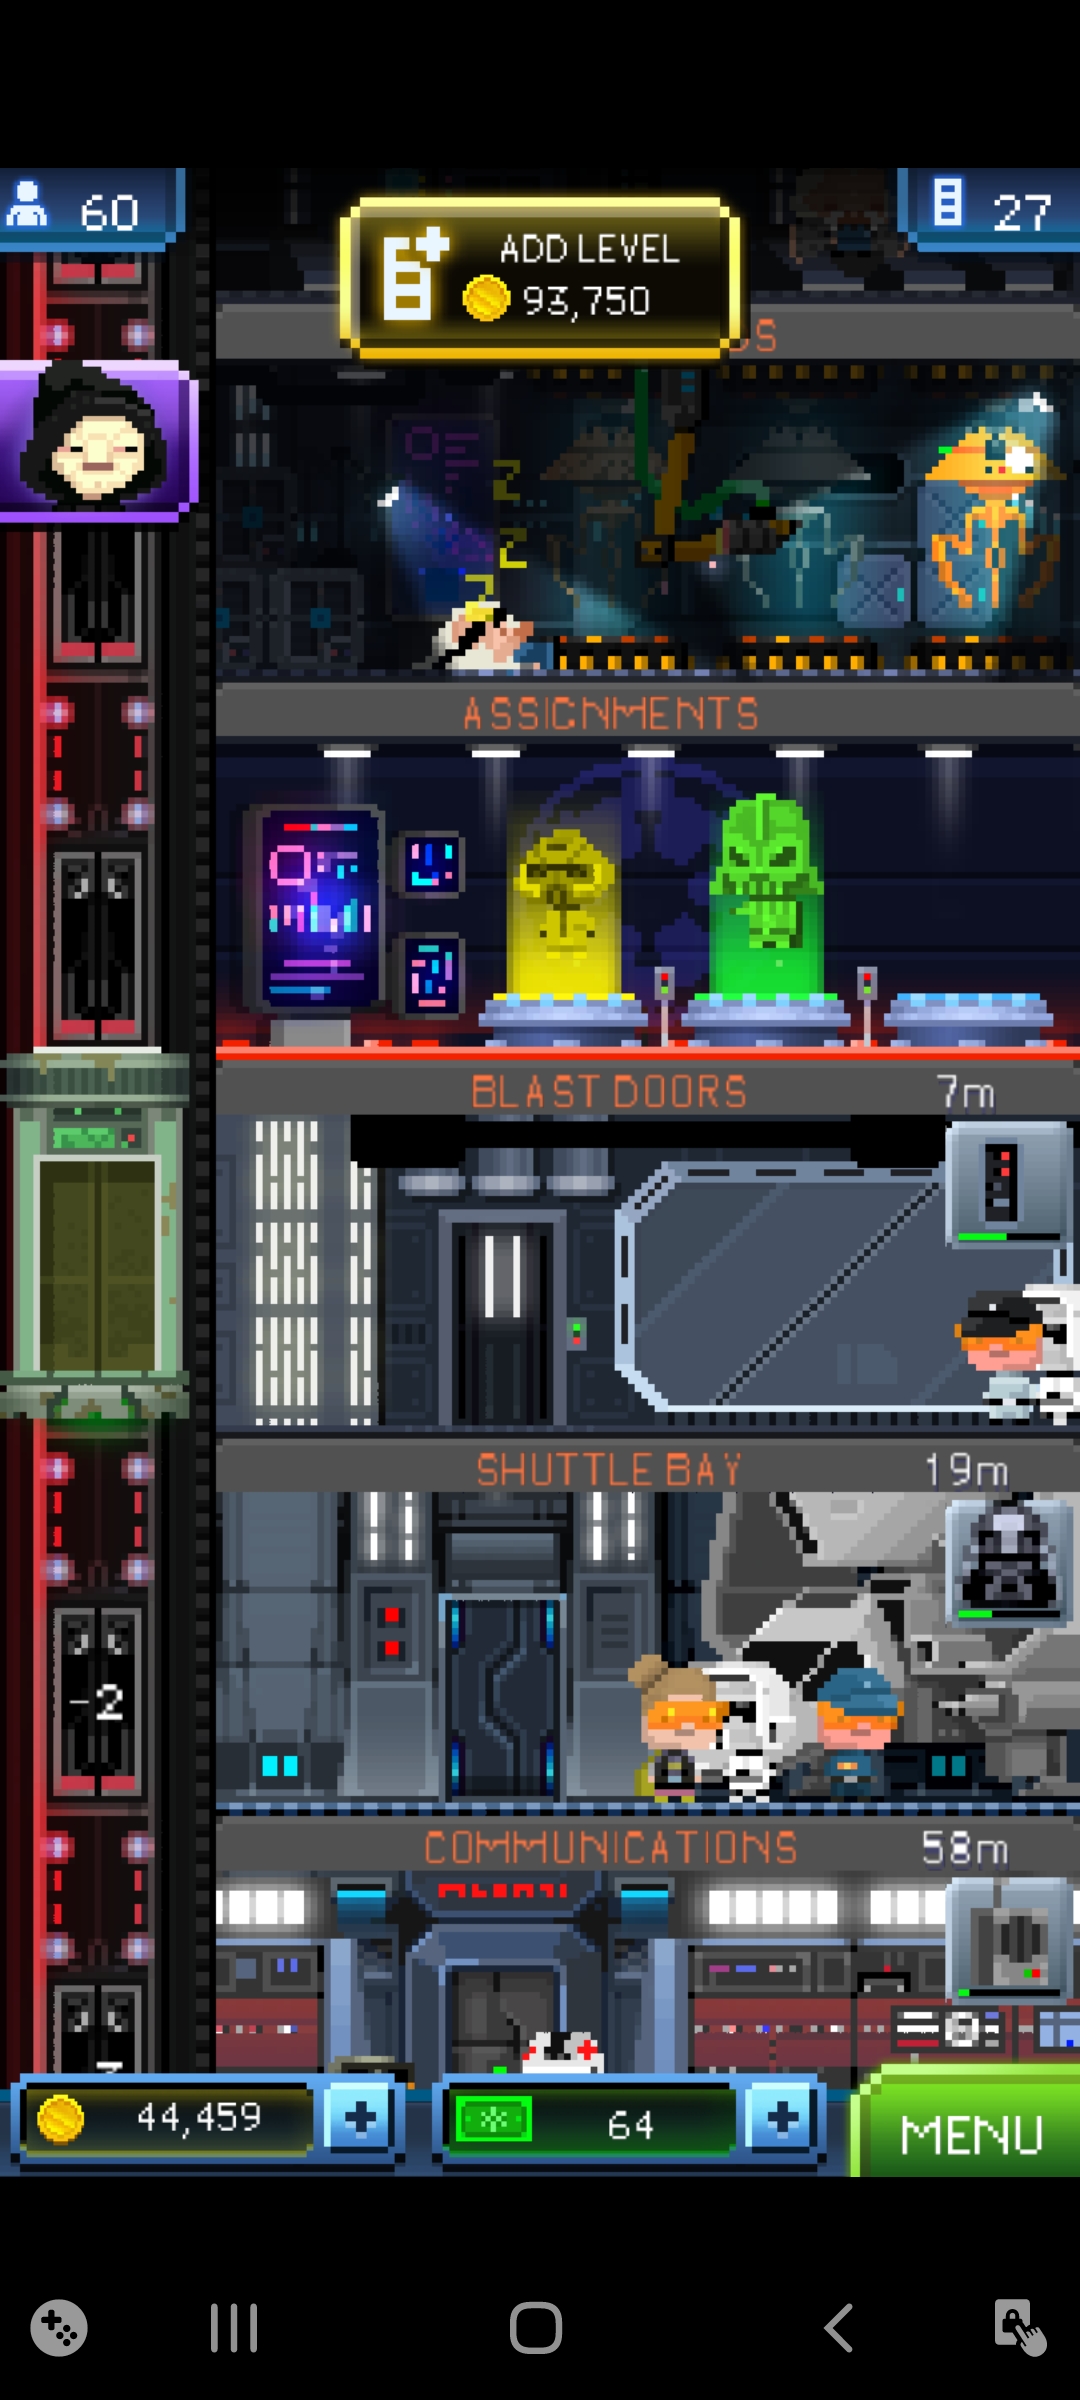 60
ADD LEVEL
93,750
27
DS
Z
Z
Z
ASSIGNMENTS
BLAST DOORS 7m
SHUTTLE BAY 19m
-2
COMMUNICATIONS 58m
44,459
64
MENU